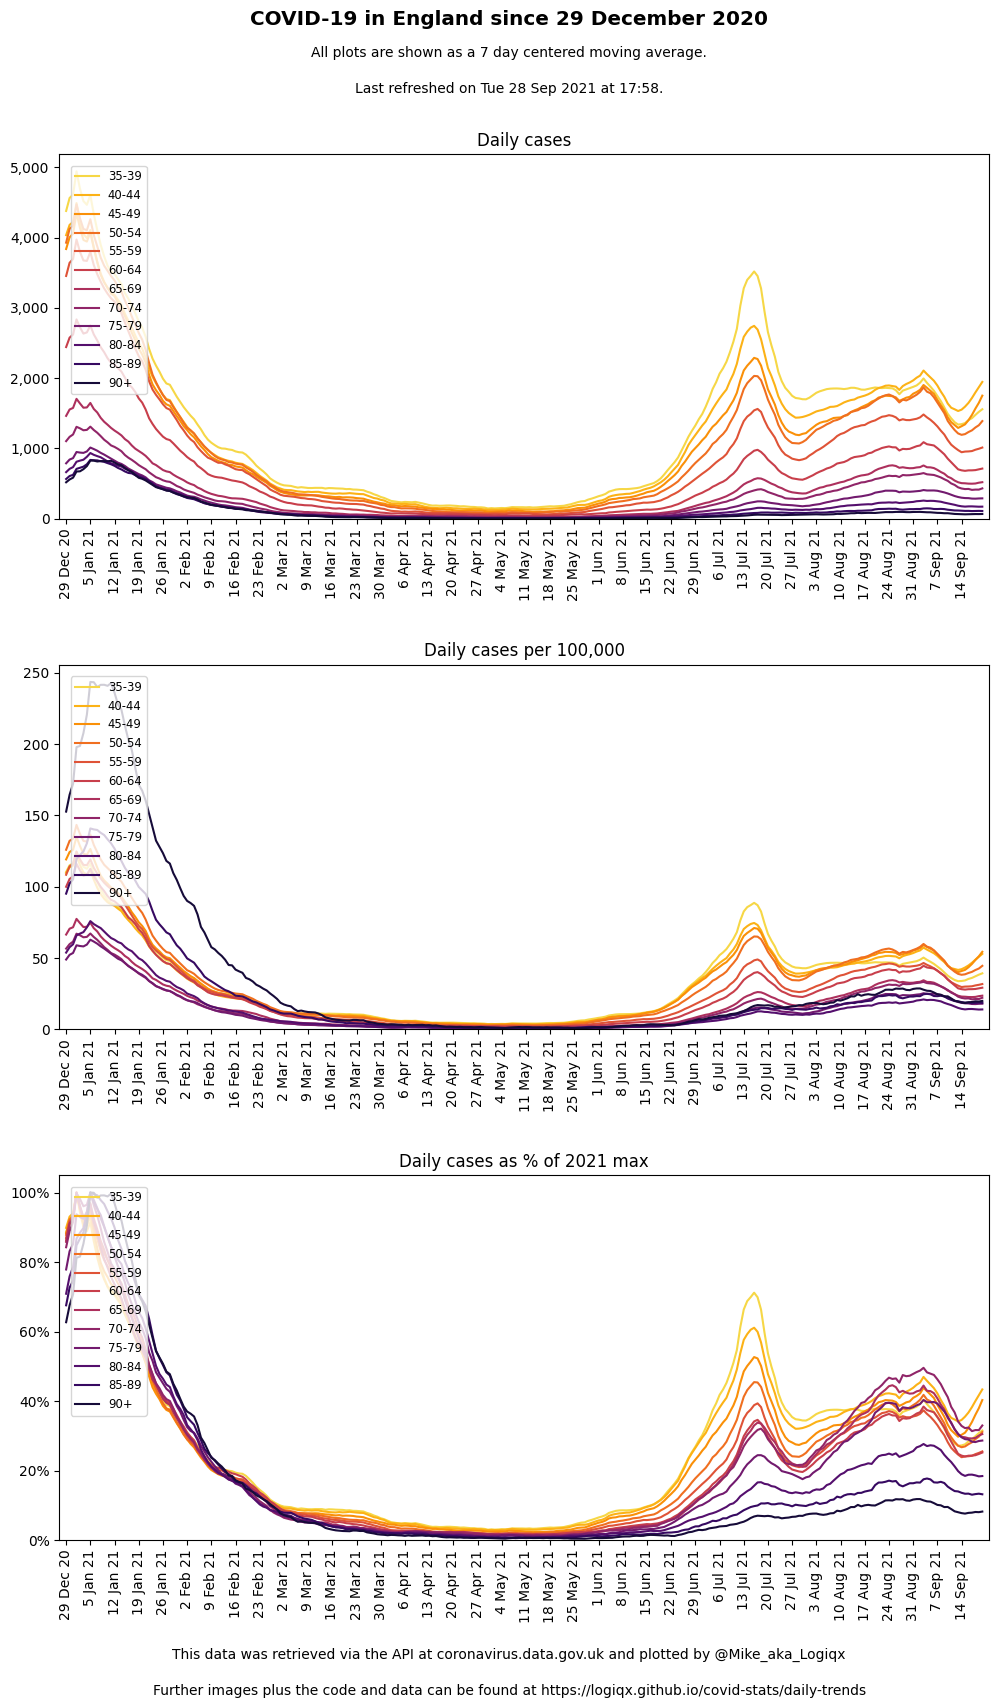 COVID-19 in England since 29 December 2020
All plots are shown as a 7 day centered moving average.
Last refreshed on Tue 28 Sep 2021 at 17:58.
Daily cases
5,000
4,000
3,000
2,000
1,000
0
35-39
40-44
45-49
50-54
55-59
60-64
65-69
70-74
75-79
80-84
85-89
90+
29 Dec 20
5 Jan 21
12 Jan 21
19 Jan 21
26 Jan 21
2 Feb 21
9 Feb 21
16 Feb 21
23 Feb 21
2 Mar 21
9 Mar 21
16 Mar 21
23 Mar 21
30 Mar 21
6 Apr 21
13 Apr 21
20 Apr 21
27 Apr 21
4 May 21
11 May 21
18 May 21
25 May 21
1 Jun 21
8 Jun 21
15 Jun 21
22 Jun 21
29 Jun 21
6 Jul 21
13 Jul 21
20 Jul 21
27 Jul 21
3 Aug 21
10 Aug 21
17 Aug 21
24 Aug 21
31 Aug 21
7 Sep 21
14 Sep 21
Daily cases per 100,000
250
200
150
100
50
0
35-39
40-44
45-49
50-54
55-59
60-64
65-69
70-74
75-79
80-84
85-89
90+
29 Dec 20
5 Jan 21
12 Jan 21
19 Jan 21
26 Jan 21
2 Feb 21
9 Feb 21
16 Feb 21
23 Feb 21
2 Mar 21
9 Mar 21
16 Mar 21
23 Mar 21
30 Mar 21
6 Apr 21
13 Apr 21
20 Apr 21
27 Apr 21
4 May 21
11 May 21
18 May 21
25 May 21
1 Jun 21
8 Jun 21
15 Jun 21
22 Jun 21
29 Jun 21
6 Jul 21
13 Jul 21
20 Jul 21
27 Jul 21
3 Aug 21
10 Aug 21
17 Aug 21
24 Aug 21
31 Aug 21
7 Sep 21
14 Sep 21
Daily cases as % of 2021 max
100%
80%
60%
40%
20%
0%
35-39
40-44
45-49
50-54
55-59
60-64
65-69
70-74
75-79
80-84
85-89
90+
29 Dec 20
5 Jan 21
12 Jan 21
19 Jan 21
26 Jan 21
2 Feb 21
9 Feb 21
16 Feb 21
23 Feb 21
2 Mar 21
9 Mar 21
16 Mar 21
23 Mar 21
30 Mar 21
6 Apr 21
13 Apr 21
20 Apr 21
27 Apr 21
4 May 21
11 May 21
18 May 21
25 May 21
1 Jun 21
8 Jun 21
15 Jun 21
22 Jun 21
29 Jun 21
6 Jul 21
13 Jul 21
20 Jul 21
27 Jul 21
3 Aug 21
10 Aug 21
17 Aug 21
24 Aug 21
31 Aug 21
7 Sep 21
14 Sep 21
This data was retrieved via the API at coronavirus.data.gov.uk and plotted by @Mike_aka_Logiqx
Further images plus the code and data can be found at https://logiqx.github.io/covid-stats/daily-trends